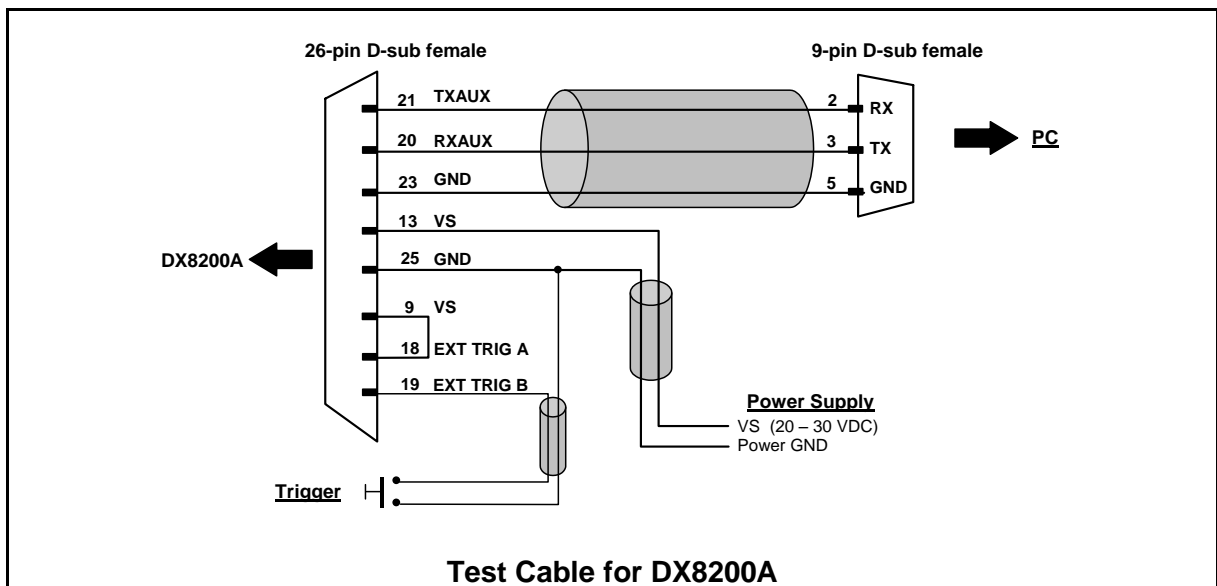 26-pin D-sub female
9-pin D-sub female
21 TXAUX
2 RX
20 RXAUX
3 TX
PC
23 GND
5 GND
13 VS
DX8200A
25 GND
9 VS
18 EXT TRIG A
19 EXT TRIG B
Power Supply
VS (20 – 30 VDC)
Power GND
Trigger
Test Cable for DX8200A